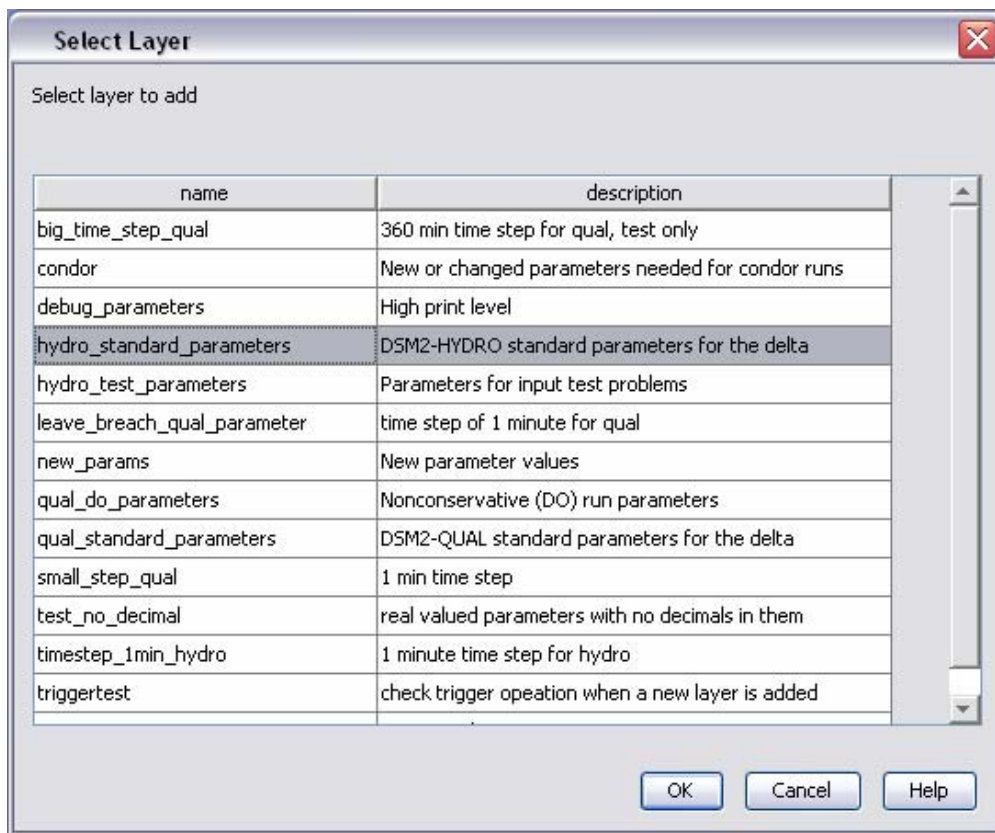 Select Layer
Select layer to add
name description
big_time_step_qual 360 min time step for qual, test only
condor New or changed parameters needed for condor runs
debug_parameters High print level
hydro_standard_parameters DSM2-HYDRO standard parameters for the delta
hydro_test_parameters Parameters for input test problems
leave_breach_qual_parameter time step of 1 minute for qual
new_params New parameter values
qual_do_parameters Nonconservative (DO) run parameters
qual_standard_parameters DSM2-QUAL standard parameters for the delta
small_step_qual 1 min time step
test_no_decimal real valued parameters with no decimals in them
timestep_1min_hydro 1 minute time step for hydro
triggertest check trigger opeation when a new layer is added
OK Cancel Help